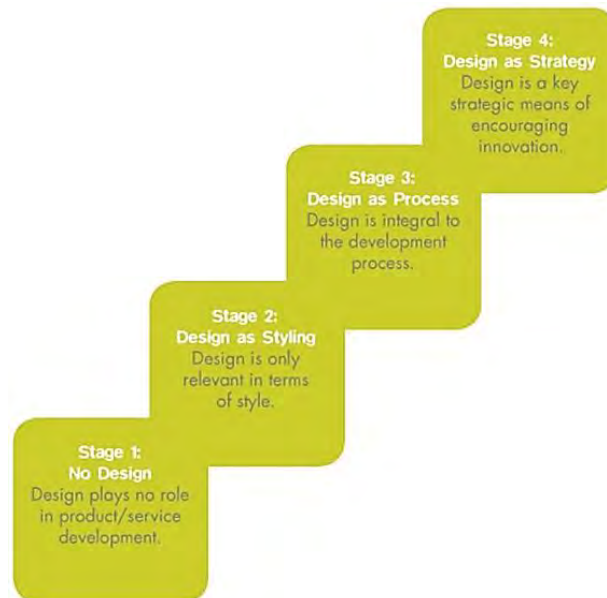 Stage 4:
Design as Strategy
Design is a key
strategic means of
encouraging
innovation.
Stage 3:
Design as Process
Design is integral to
the development
process.
Stage 2:
Design as Styling
Design is only
relevant in terms
of style.
Stage 1:
No Design
Design plays no role
in product/service
development.